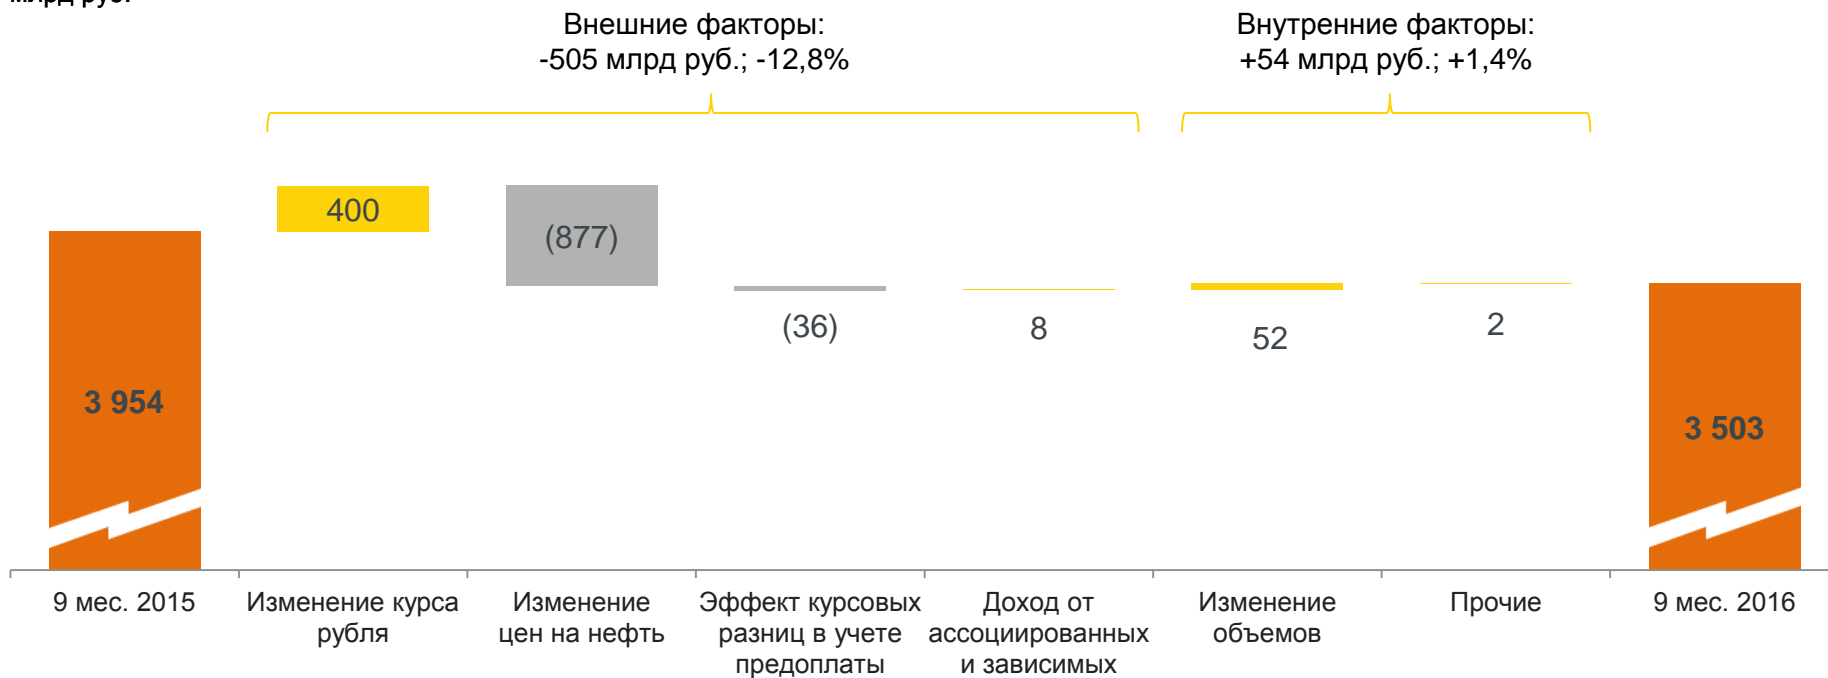 млрд руб.
Внешние факторы:
-505 млрд руб.; -12,8%
Внутренние факторы:
+54 млрд руб.; +1,4%
400
(877)
(36)
8
52
2
3 954
3 503
9 мес. 2015
Изменение курса
рубля
Изменение
цен на нефть
Эффект курсовых
разниц в учете
предоплаты
Доход от
ассоциированных
и зависимых
Изменение
объемов
Прочие
9 мес. 2016